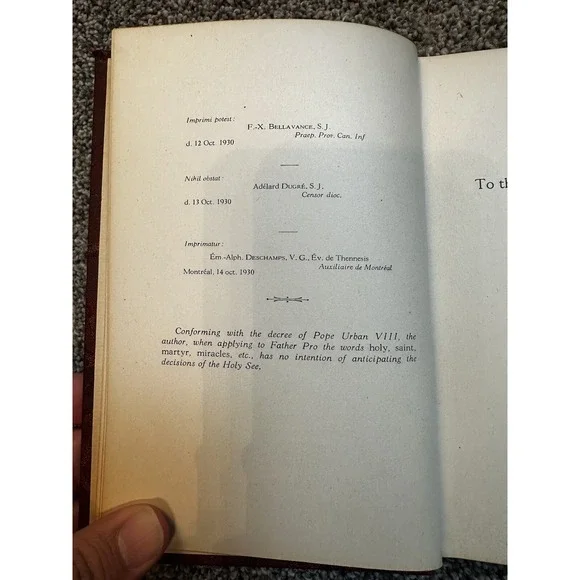 Imprimi potest:
F.-X. BELLAVANCE, S. J.
Praep. Prov. Can. Inf
d. 12 Oct. 1930
Nihil obstat:
Adélard DUGRÉ, S. J.
Censor dioc.
d. 13 Oct. 1930
Imprimatur:
Ém.-Alph. DESCHAMPS, V. G., Év. de Thennesis
Auxiliaire de Montréal
Montréal, 14 oct. 1930
Conforming with the decree of Pope Urban VIII, the
author, when applying to Father Pro the words holy, saint,
martyr, miracles, etc., has no intention of anticipating the
decisions of the Holy See.
To th